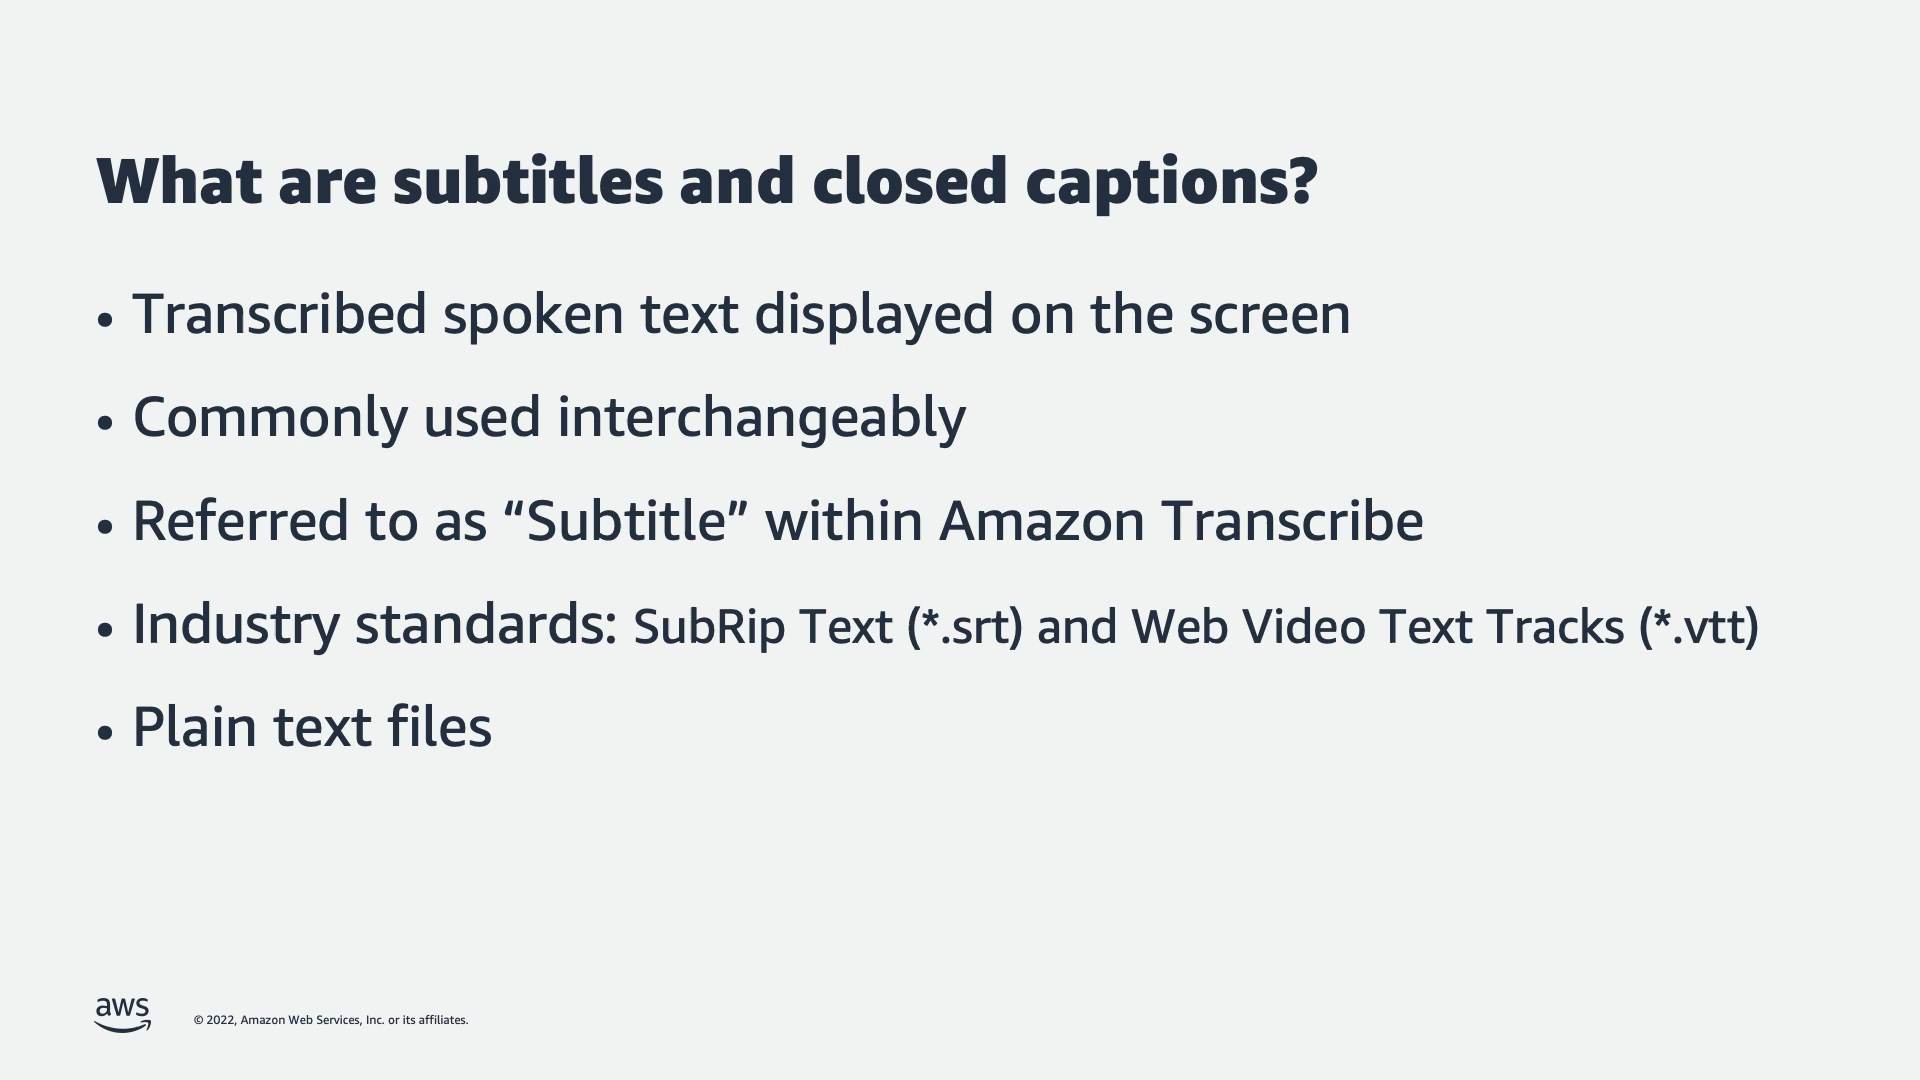 What are subtitles and closed captions?
• Transcribed spoken text displayed on the screen
• Commonly used interchangeably
• Referred to as “Subtitle” within Amazon Transcribe
• Industry standards: SubRip Text (*.srt) and Web Video Text Tracks (*.vtt)
• Plain text files
aws
© 2022, Amazon Web Services, Inc. or its affiliates.